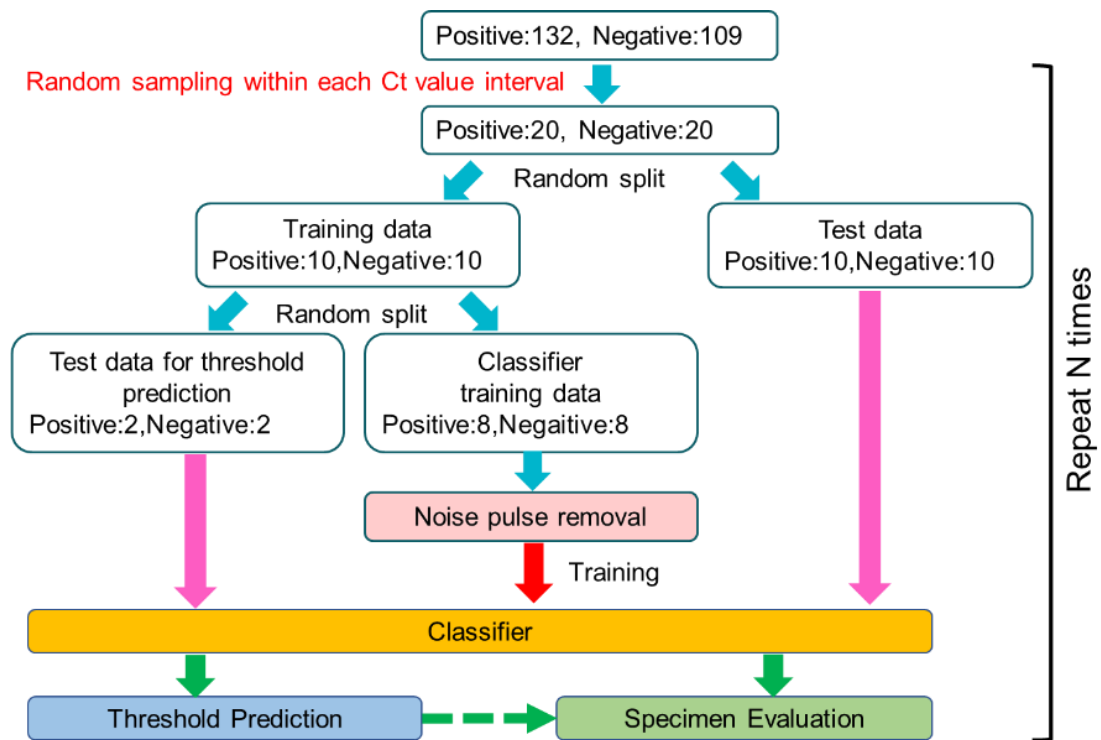 Positive:132, Negative:109
Random sampling within each Ct value interval
Positive:20, Negative:20
Random split
Training data
Positive:10,Negative:10
Test data
Positive:10,Negative:10
Random split
Test data for threshold
prediction
Positive:2,Negative:2
Classifier
training data
Positive:8,Negaitive:8
Noise pulse removal
Training
Classifier
Threshold Prediction
Specimen Evaluation
Repeat N times